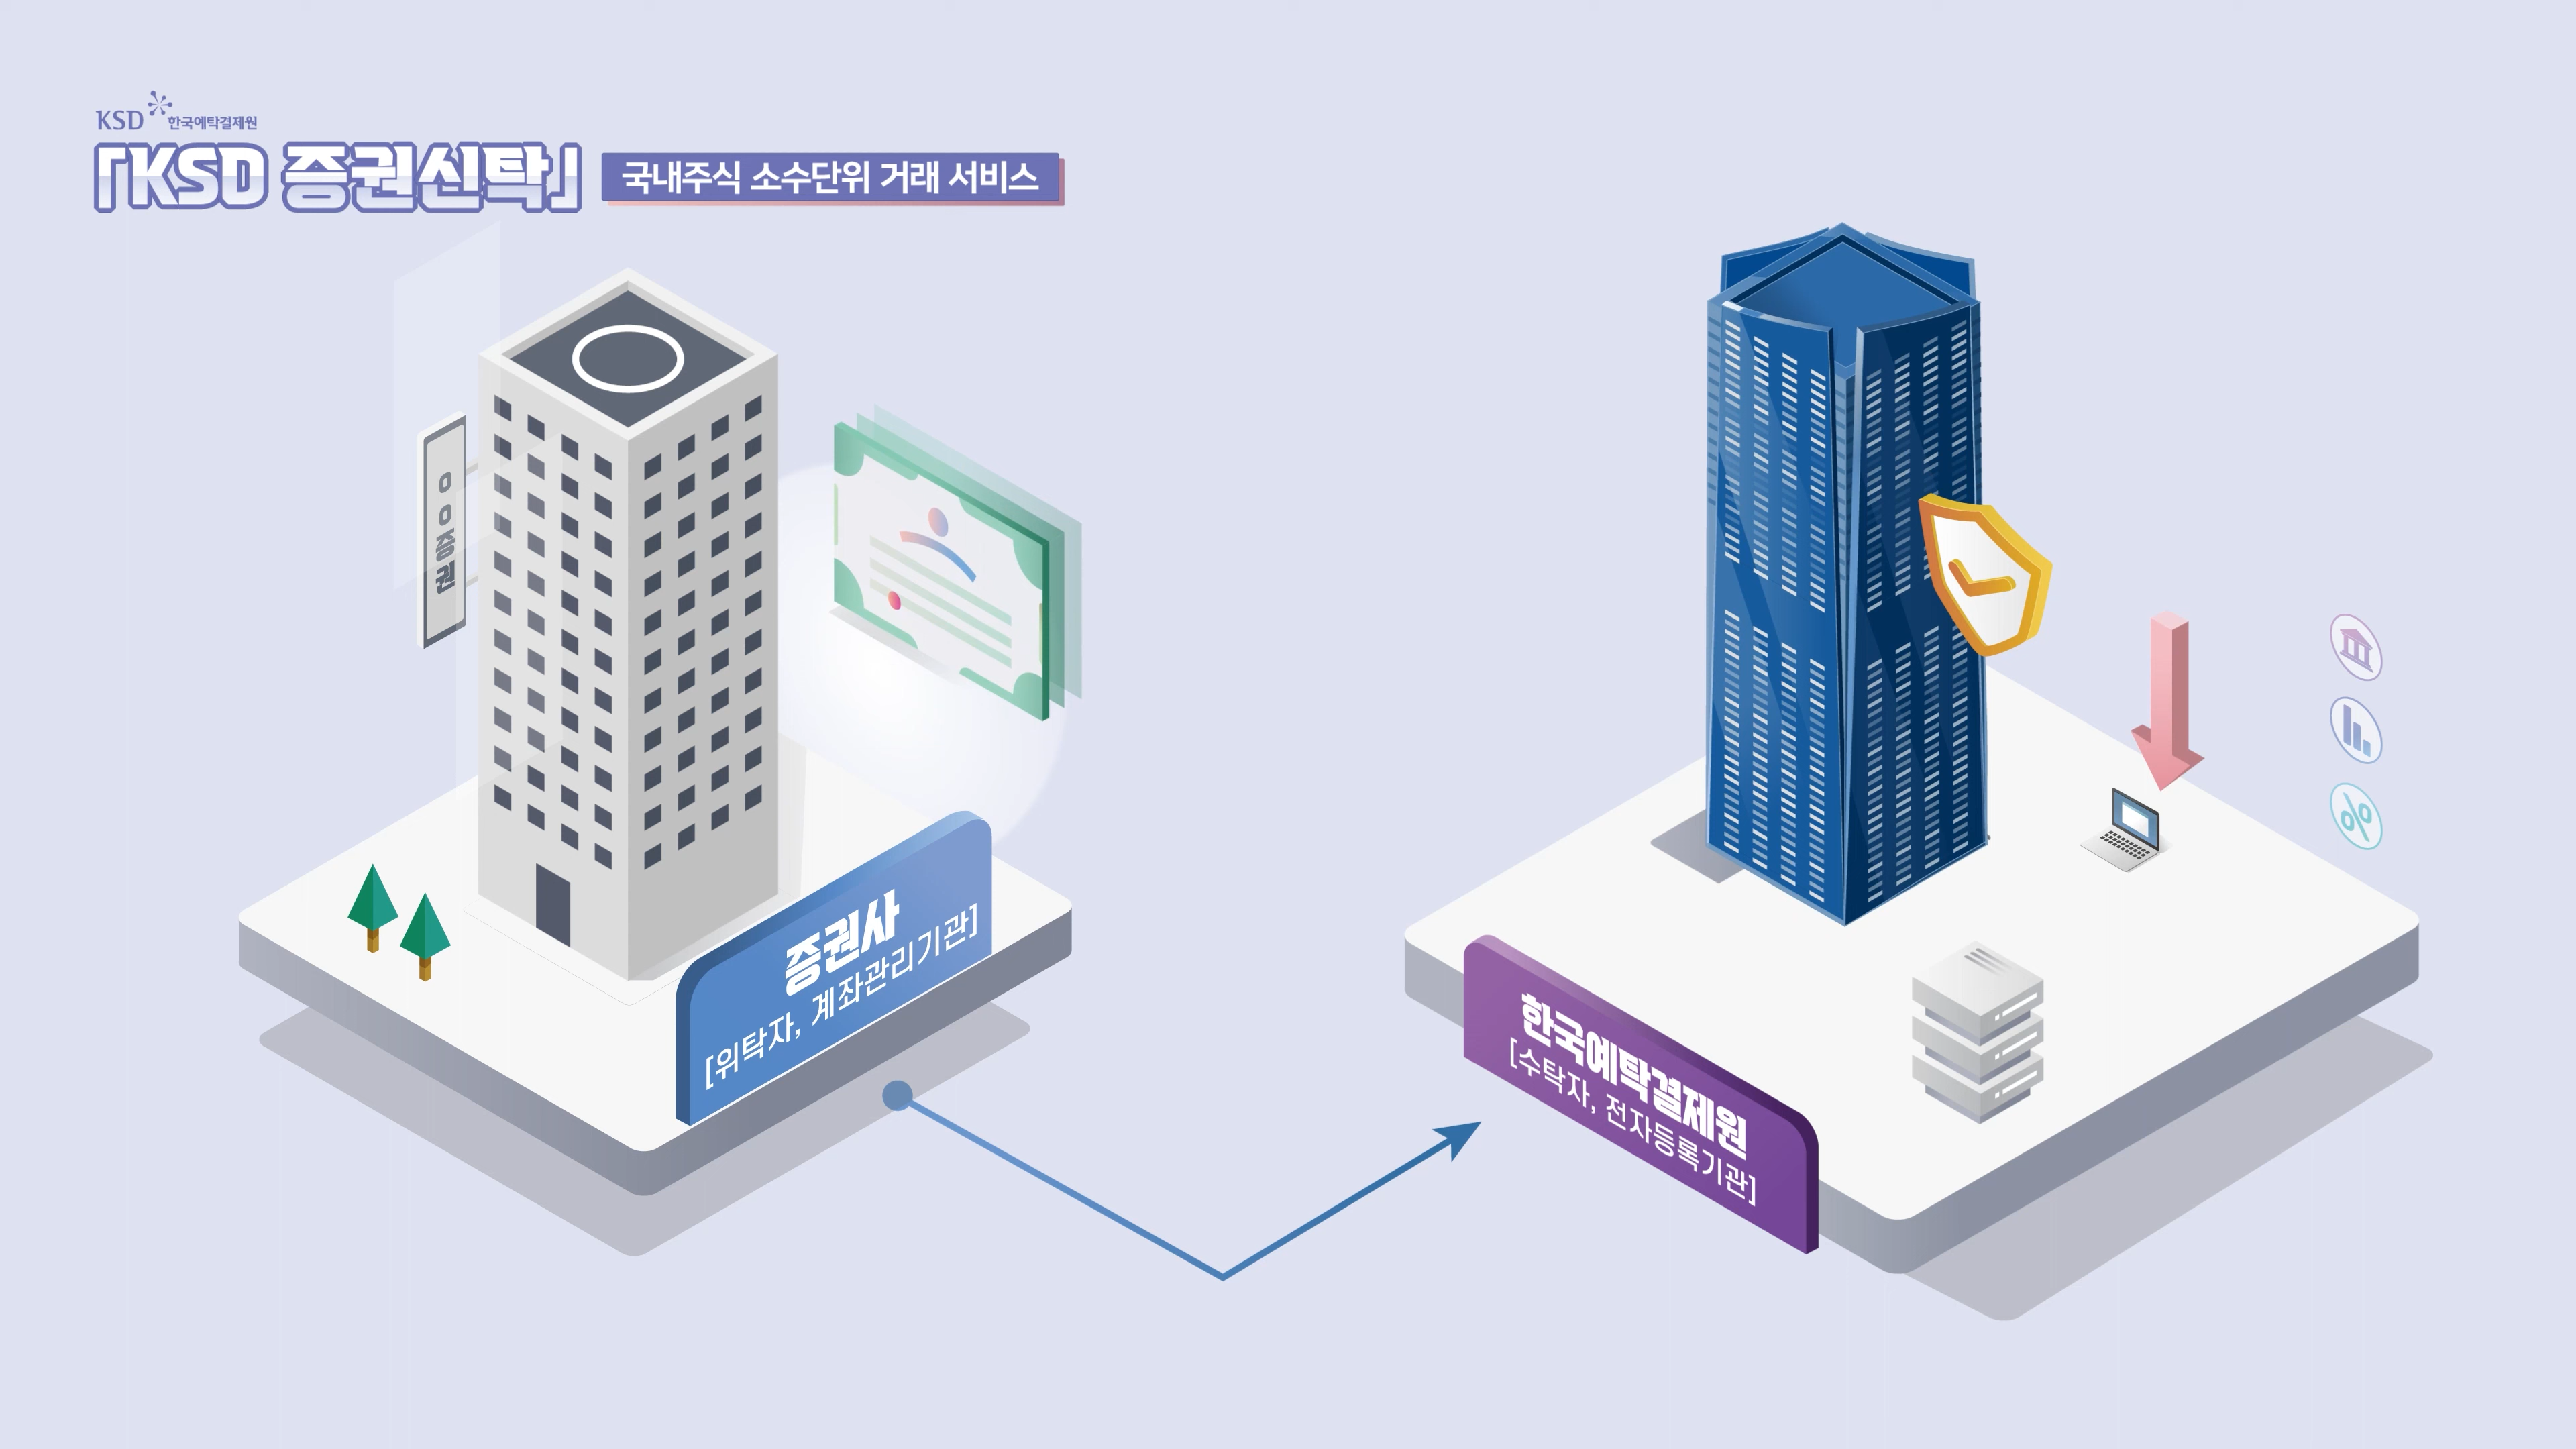 KSD 한국예탁결제원
「KSD 증권신탁」
국내주식 소수단위 거래 서비스
ㅇㅇ증권
증권사
[위탁자, 계좌관리기관]
한국예탁결제원
[수탁자, 전자등록기관]
%